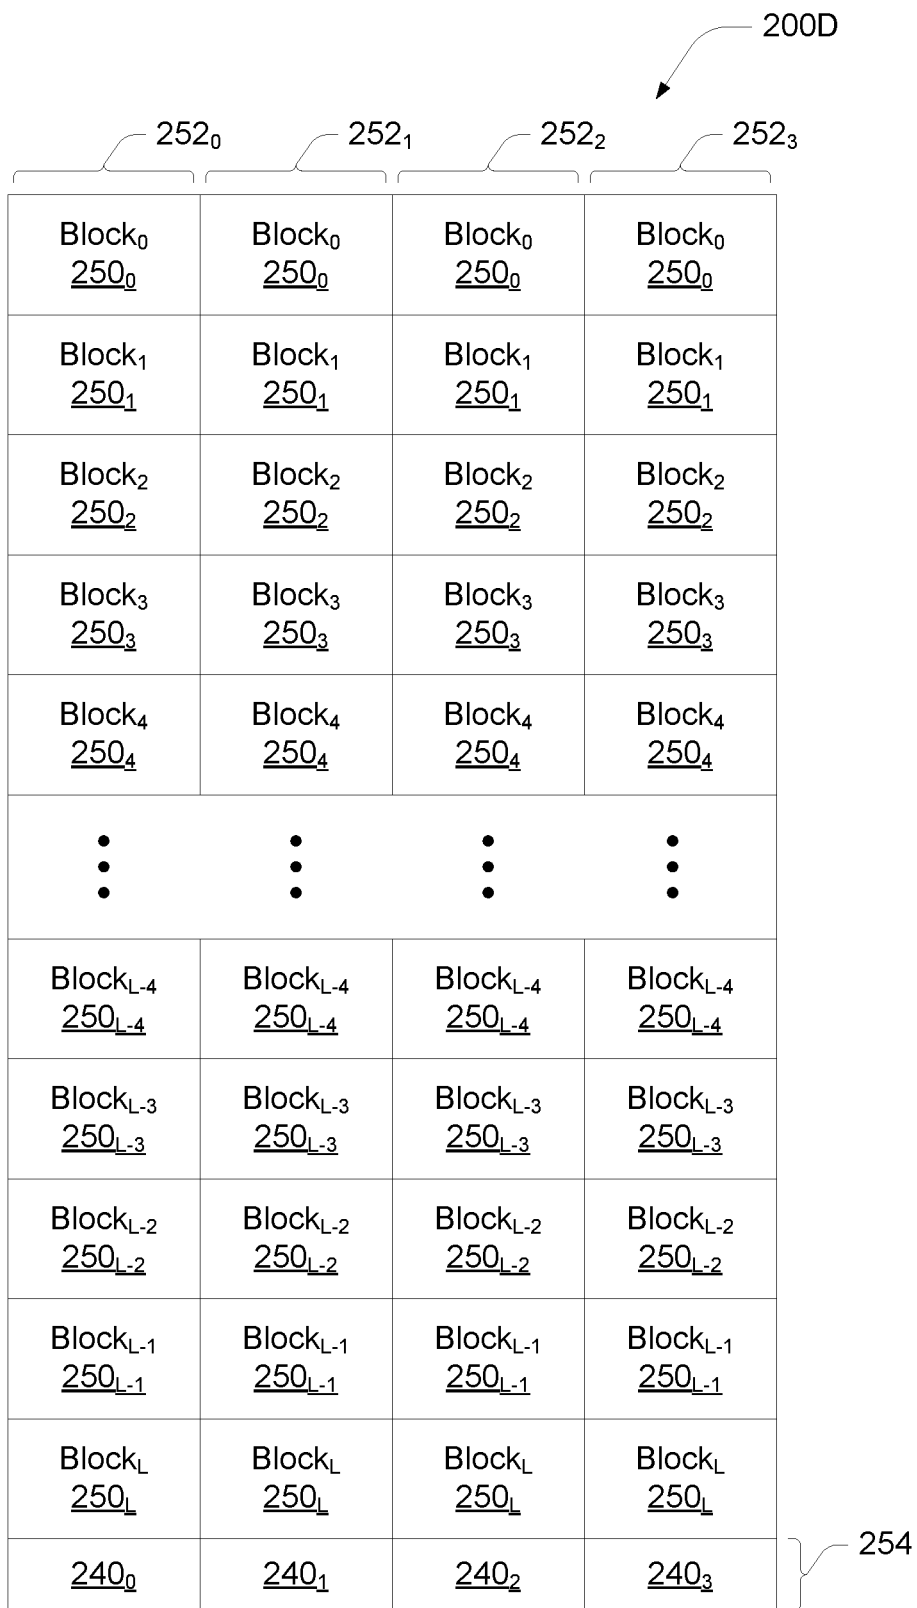 200D
252₀ 252₁ 252₂ 252₃
Block₀ Block₀ Block₀ Block₀
250₀ 250₀ 250₀ 250₀
Block₁ Block₁ Block₁ Block₁
250₁ 250₁ 250₁ 250₁
Block₂ Block₂ Block₂ Block₂
250₂ 250₂ 250₂ 250₂
Block₃ Block₃ Block₃ Block₃
250₃ 250₃ 250₃ 250₃
Block₄ Block₄ Block₄ Block₄
250₄ 250₄ 250₄ 250₄
Block_L-4 Block_L-4 Block_L-4 Block_L-4
250_L-4 250_L-4 250_L-4 250_L-4
Block_L-3 Block_L-3 Block_L-3 Block_L-3
250_L-3 250_L-3 250_L-3 250_L-3
Block_L-2 Block_L-2 Block_L-2 Block_L-2
250_L-2 250_L-2 250_L-2 250_L-2
Block_L-1 Block_L-1 Block_L-1 Block_L-1
250_L-1 250_L-1 250_L-1 250_L-1
Block_L Block_L Block_L Block_L
250_L 250_L 250_L 250_L
240₀ 240₁ 240₂ 240₃ 254